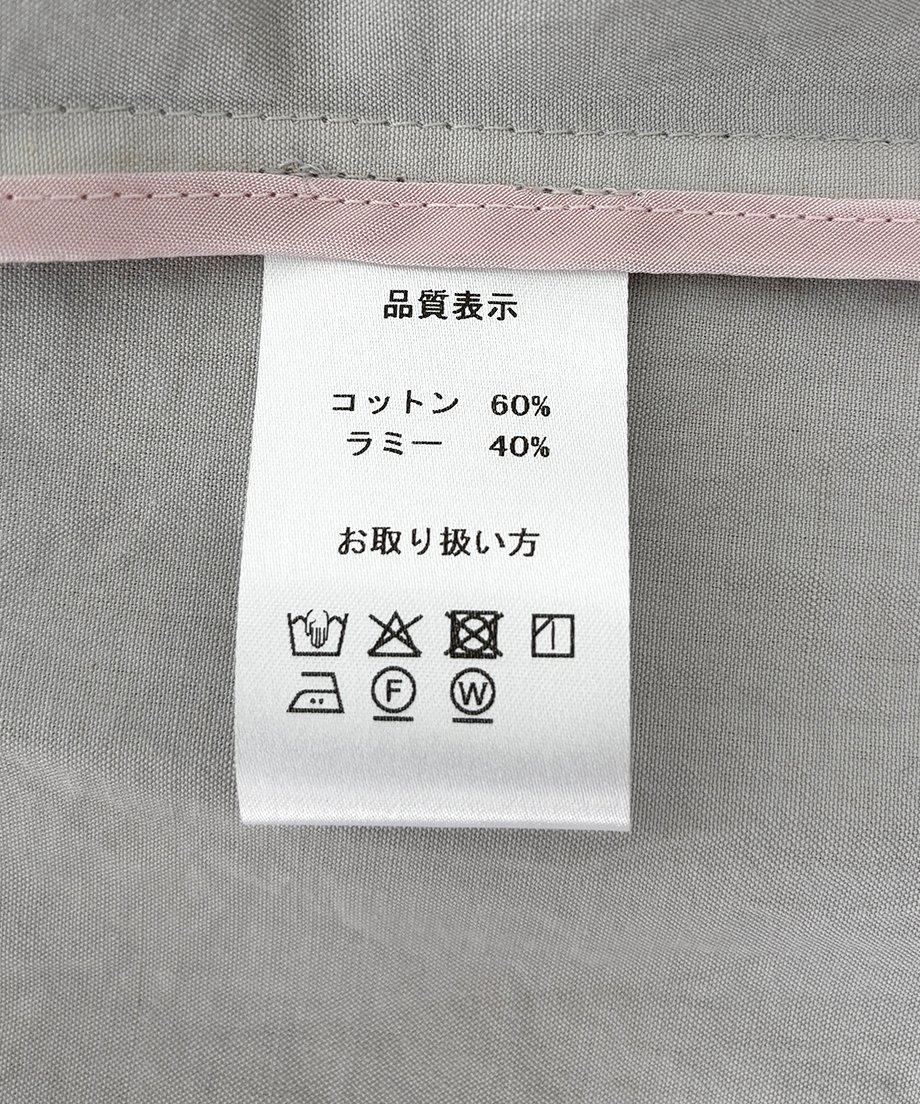 品質表示
コットン 60%
ラミー 40%
お取り扱い方
F W